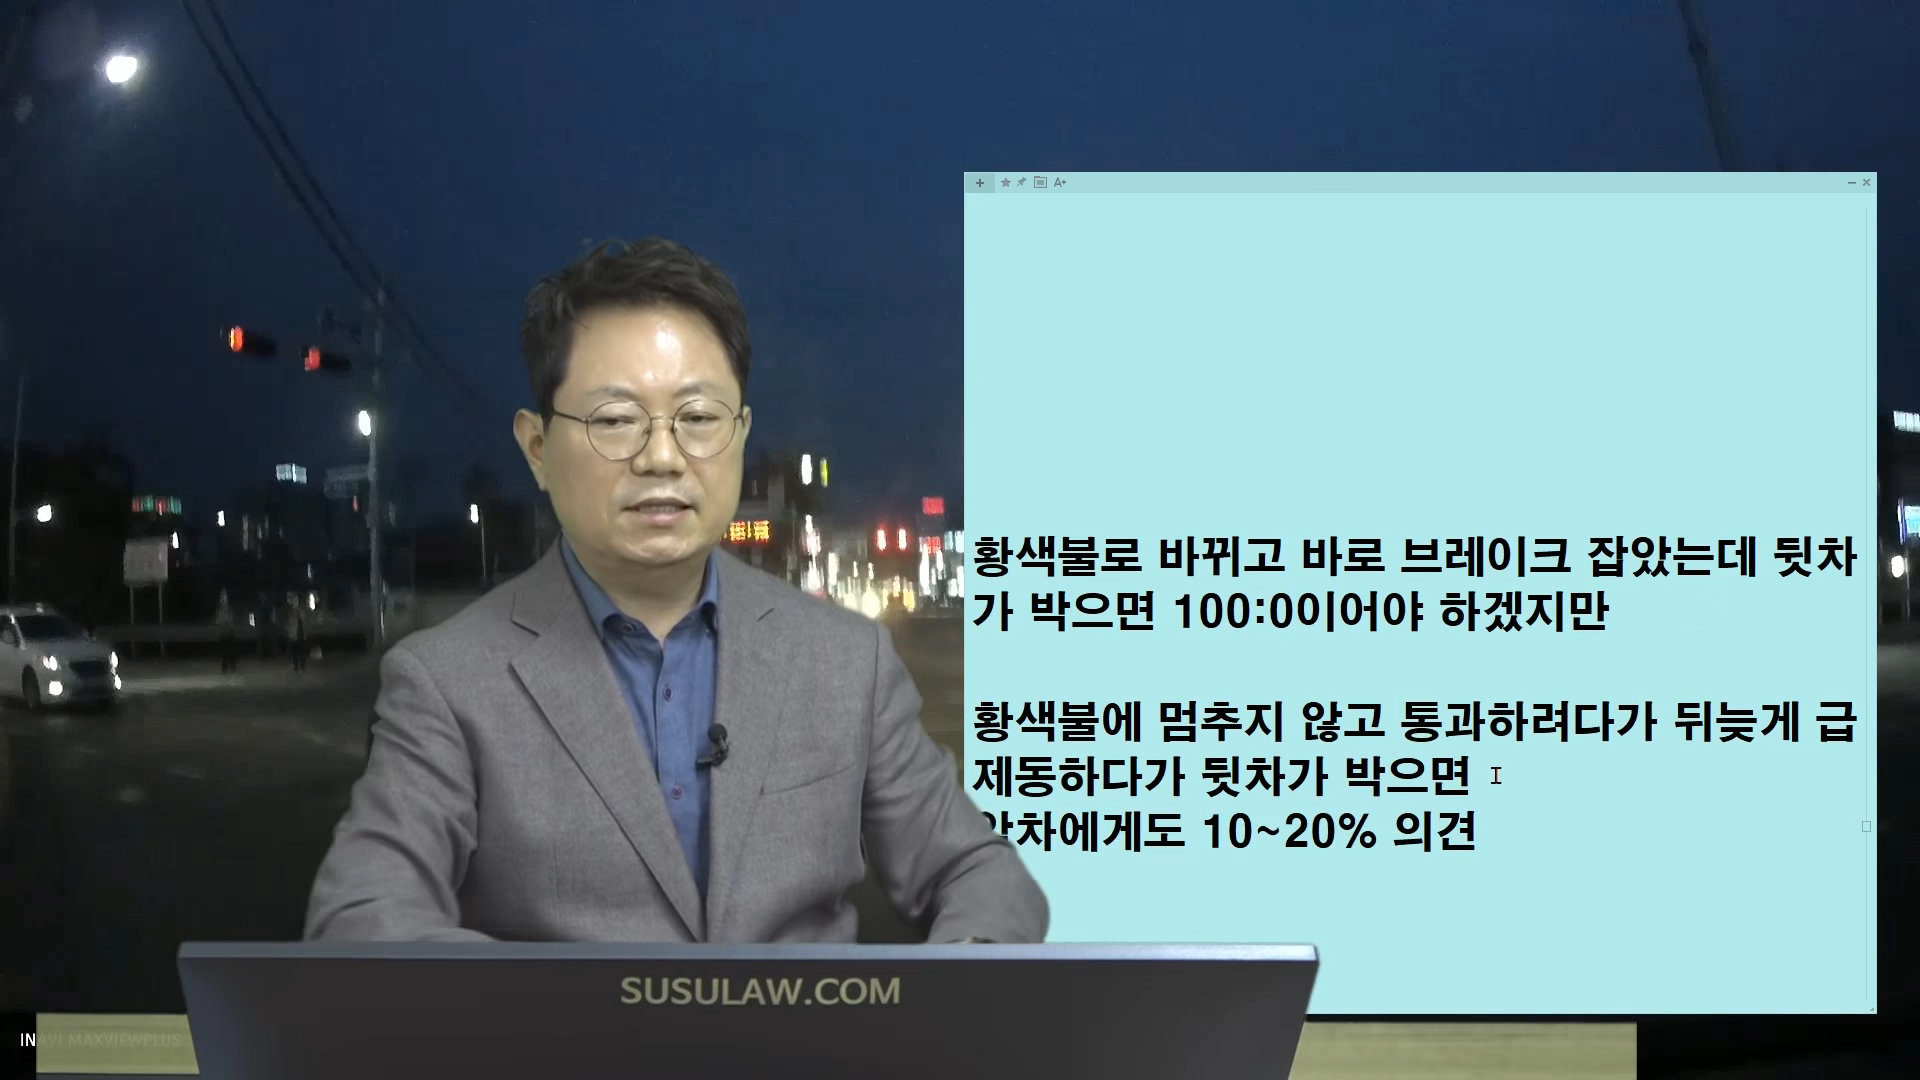 황색불로 바뀌고 바로 브레이크 잡았는데 뒷차
가 박으면 100:0이어야 하겠지만
황색불에 멈추지 않고 통과하려다가 뒤늦게 급
제동하다가 뒷차가 박으면
앞차에게도 10~20% 의견
SUSULAW.COM
INAVI MAXVIEWPLUS